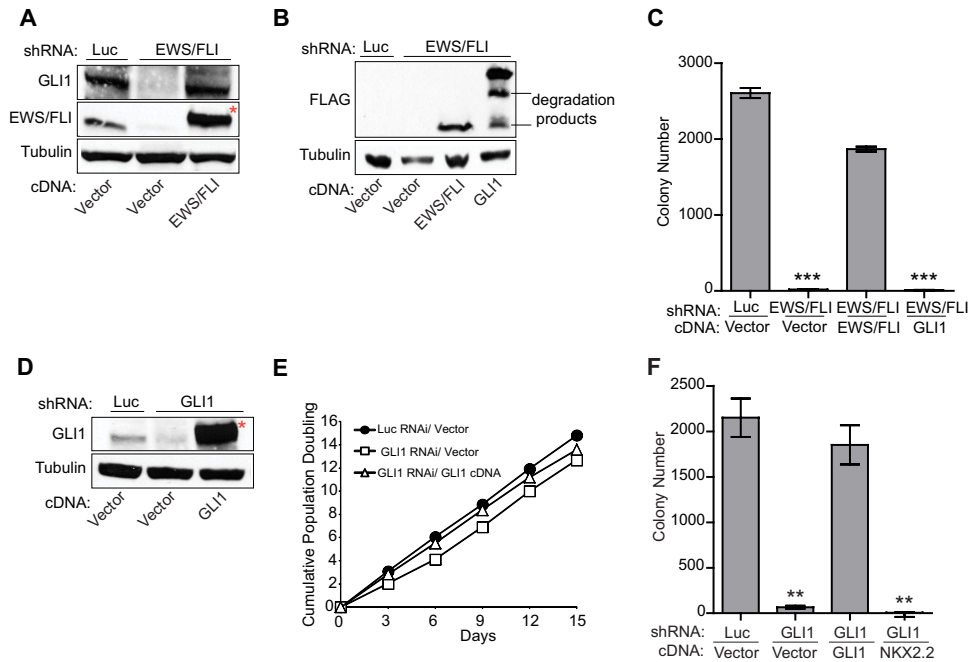 A
shRNA: Luc EWS/FLI
GLI1
EWS/FLI *
Tubulin
cDNA: Vector Vector EWS/FLI
B
shRNA: Luc EWS/FLI
FLAG
degradation
products
Tubulin
cDNA: Vector Vector EWS/FLI GLI1
C
Colony Number
3000
2000
1000
0
*** ***
shRNA: Luc EWS/FLI EWS/FLI EWS/FLI
cDNA: Vector Vector EWS/FLI GLI1
D
shRNA: Luc GLI1
GLI1 *
Tubulin
cDNA: Vector Vector GLI1
E
Cumulative Population Doubling
16
14
12
10
8
6
4
2
0
Luc RNAi/ Vector
GLI1 RNAi/ Vector
GLI1 RNAi/ GLI1 cDNA
0 3 6 9 12 15
Days
F
Colony Number
2500
2000
1500
1000
500
0
** **
shRNA: Luc GLI1 GLI1 GLI1
cDNA: Vector Vector GLI1 NKX2.2